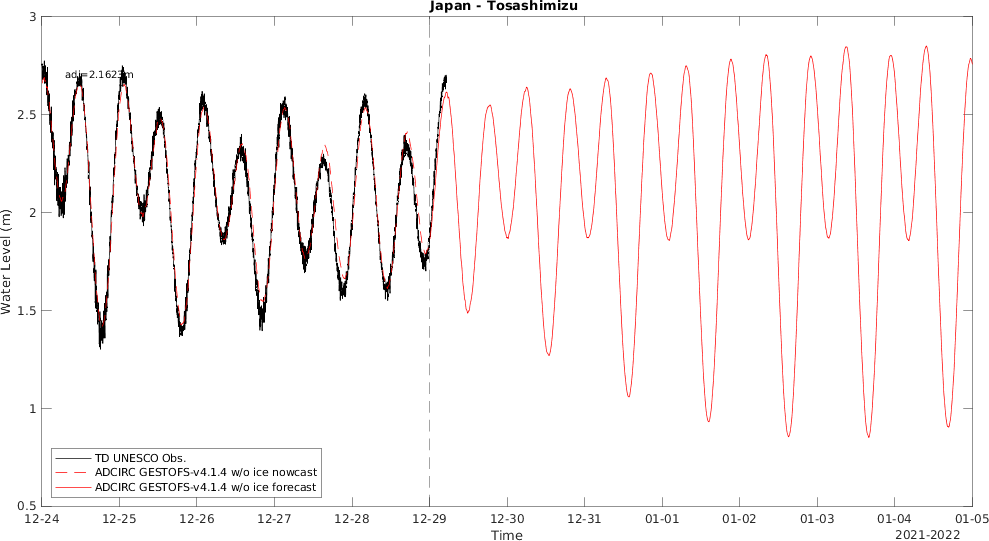 Japan - Tosashimizu
3
2.5
2
1.5
1
0.5
Water Level (m)
adj=2.1623m
TD UNESCO Obs.
ADCIRC GESTOFS-v4.1.4 w/o ice nowcast
ADCIRC GESTOFS-v4.1.4 w/o ice forecast
12-24 12-25 12-26 12-27 12-28 12-29 12-30 12-31 01-01 01-02 01-03 01-04 01-05
Time
2021-2022